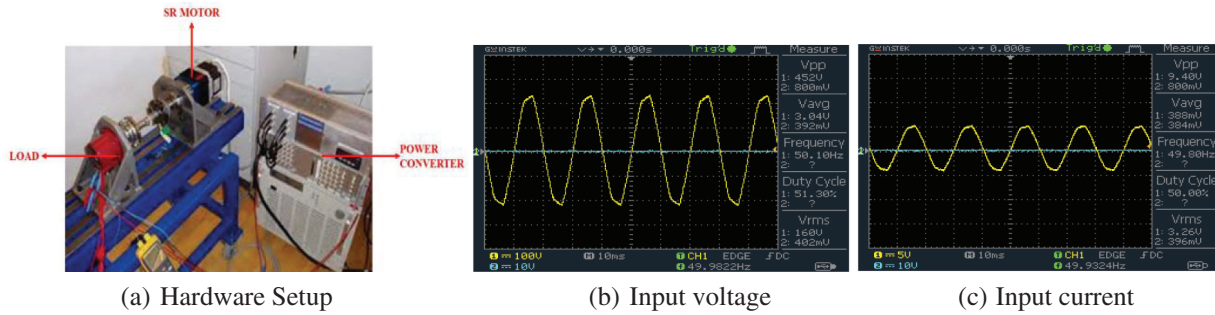 SR MOTOR
LOAD
POWER
CONVERTER
(a) Hardware Setup
GWINSTEK 0.000s Trig'd Measure
Vpp
1: 452V
2: 800mV
Vavg
1: 3.04V
2: 392mV
Frequency
1: 50.10Hz
2: ?
Duty Cycle
1: 51.30%
2: ?
Vrms
1: 160V
2: 402mV
1 100V M 10ms T CH1 EDGE DC
2 10V 49.9822Hz
(b) Input voltage
GWINSTEK 0.000s Trig'd Measure
Vpp
1: 9.40V
2: 800mV
Vavg
1: 388mV
2: 384mV
Frequency
1: 49.80Hz
2: ?
Duty Cycle
1: 50.00%
2: ?
Vrms
1: 3.26V
2: 396mV
1 5V M 10ms T CH1 EDGE DC
2 10V 49.9324Hz
(c) Input current